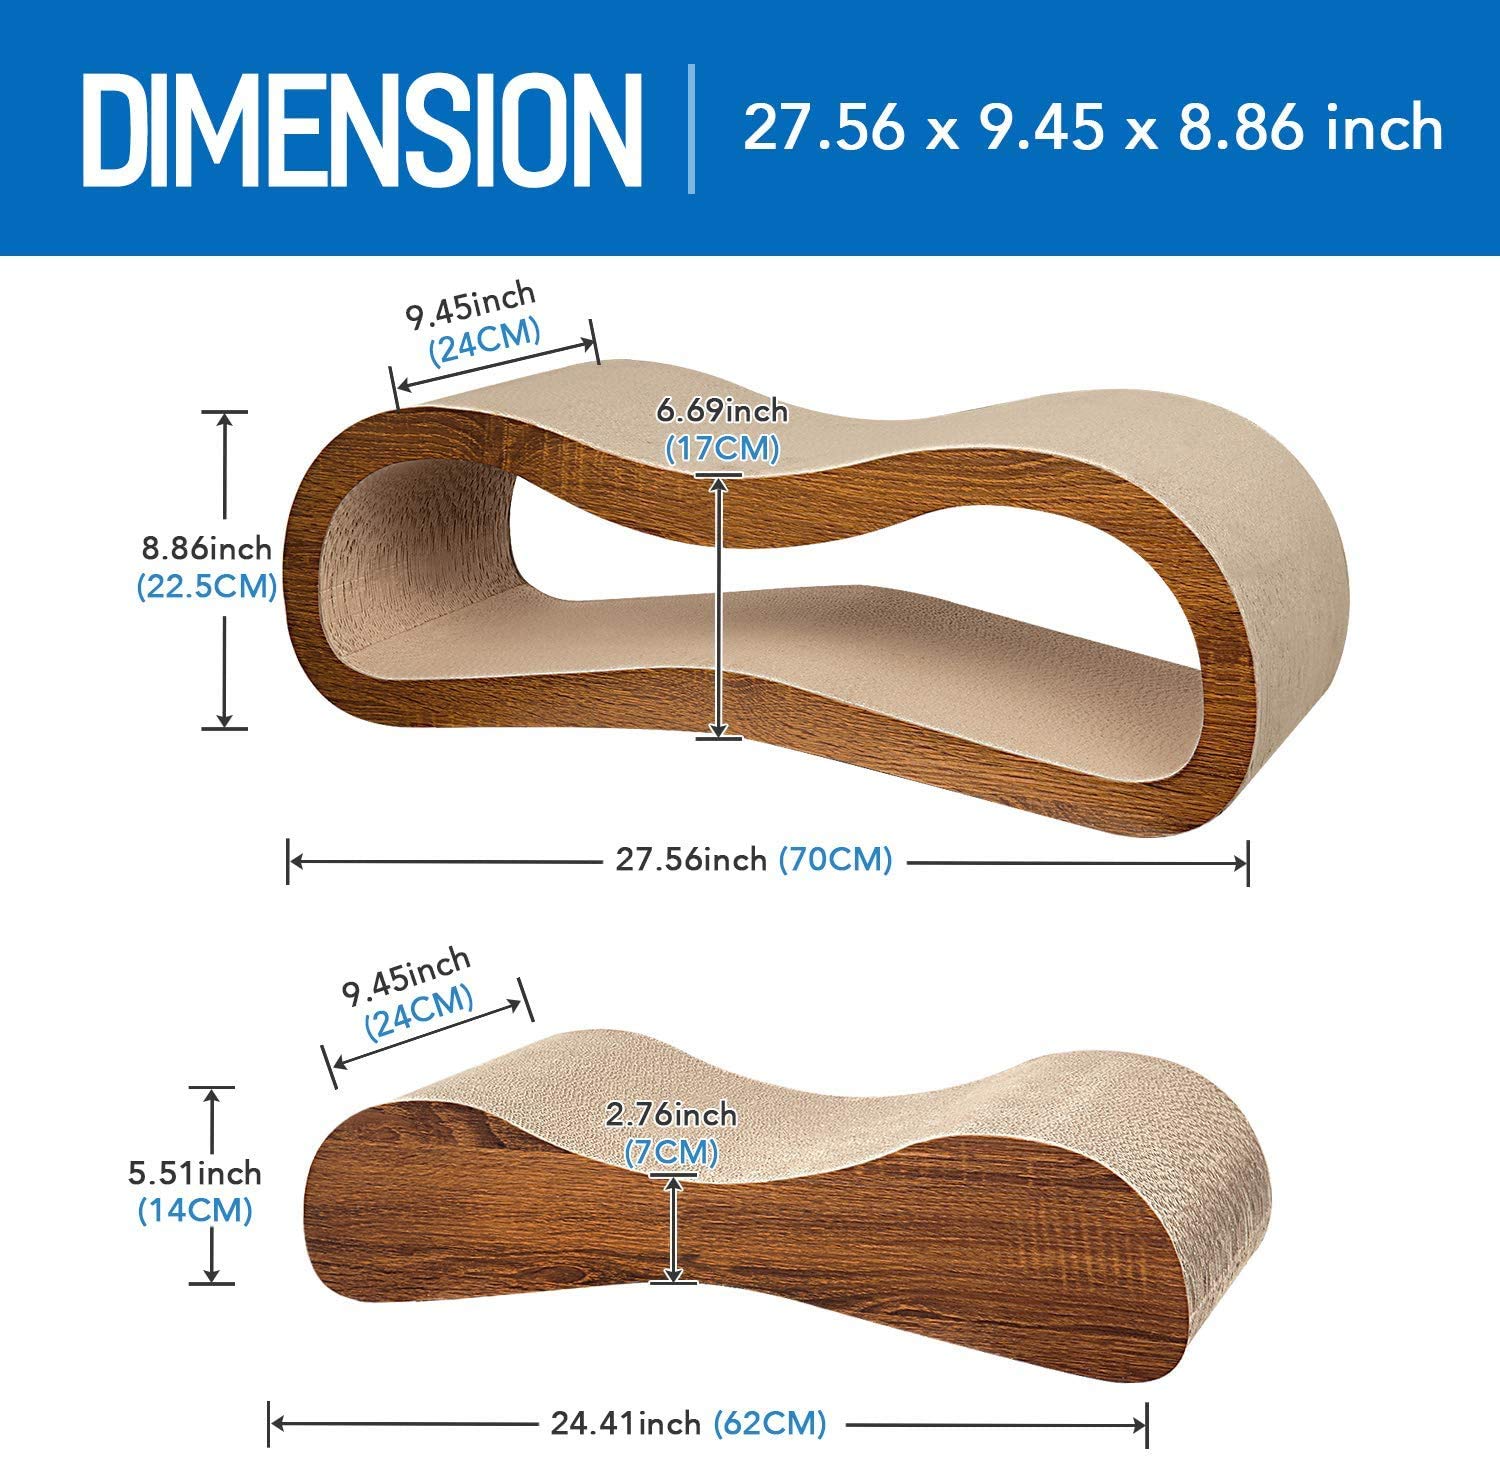 DIMENSION
27.56 x 9.45 x 8.86 inch
9.45inch
(24CM)
6.69inch
(17CM)
8.86inch
(22.5CM)
27.56inch (70CM)
9.45inch
(24CM)
2.76inch
(7CM)
5.51inch
(14CM)
24.41inch (62CM)